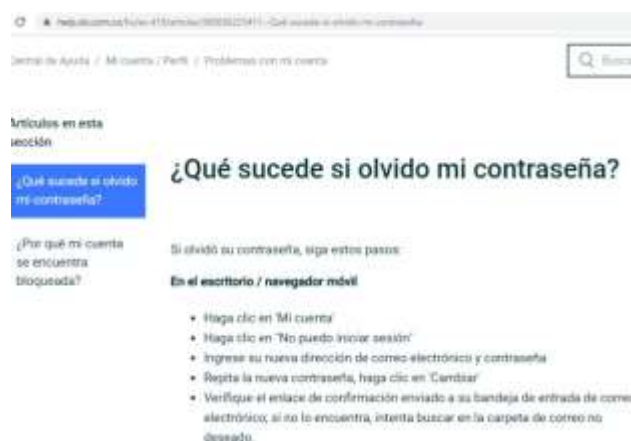 Central de Ayuda / Mi cuenta / Perfil / Problemas con mi cuenta
Artículos en esta
sección
¿Qué sucede si olvido
mi contraseña?
¿Por qué mi cuenta
se encuentra
bloqueada?
¿Qué sucede si olvido mi contraseña?
Si olvidó su contraseña, siga estos pasos:
En el escritorio / navegador móvil
• Haga clic en 'Mi cuenta'
• Haga clic en 'No puedo iniciar sesión'
• Ingrese su nueva dirección de correo electrónico y contraseña
• Repita la nueva contraseña, haga clic en 'Cambiar'
• Verifique el enlace de confirmación enviado a su bandeja de entrada de correo
electrónico; si no lo encuentra, intenta buscar en la carpeta de correo no
deseado.